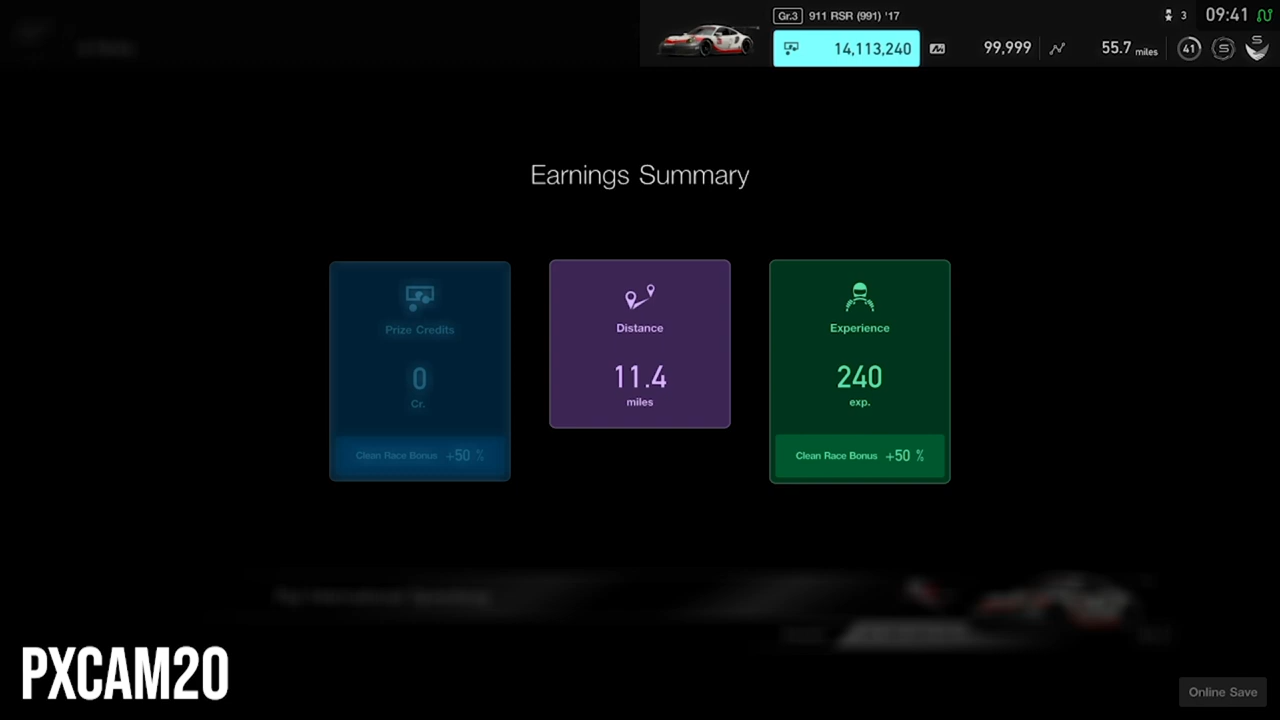 Gr.3 911 RSR (991) '17
3 09:41
14,113,240 99,999 55.7 miles 41 S S
Earnings Summary
Prize Credits
0
Cr.
Clean Race Bonus +50 %
Distance
11.4
miles
Experience
240
exp.
Clean Race Bonus +50 %
PXCAM20
Online Save